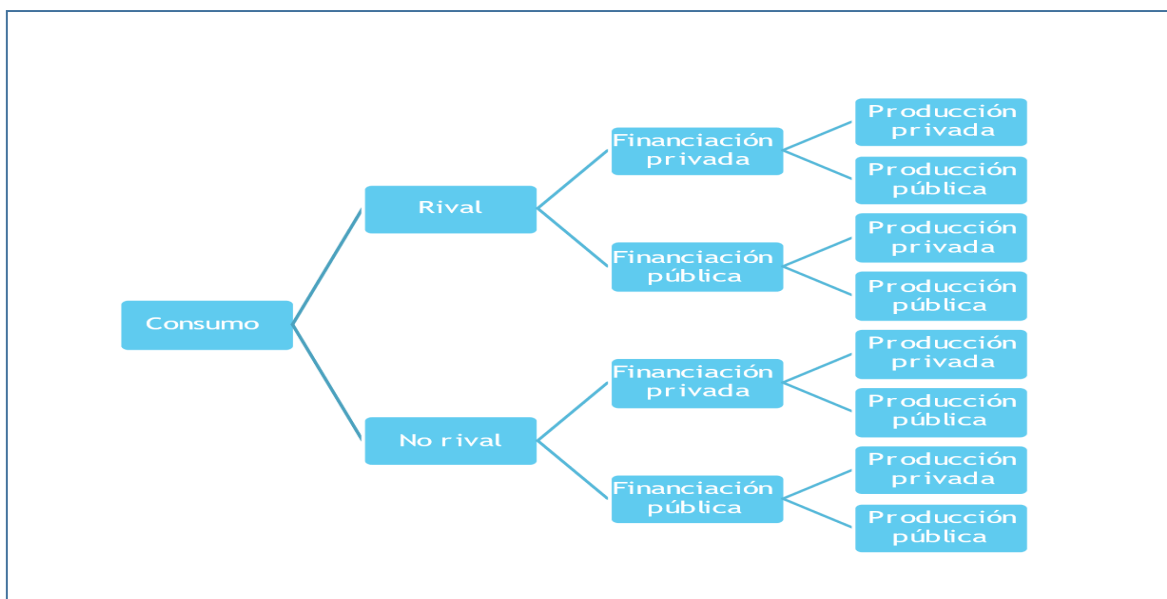 Consumo
Rival
No rival
Financiación
privada
Financiación
pública
Financiación
privada
Financiación
pública
Producción
privada
Producción
pública
Producción
privada
Producción
pública
Producción
privada
Producción
pública
Producción
privada
Producción
pública